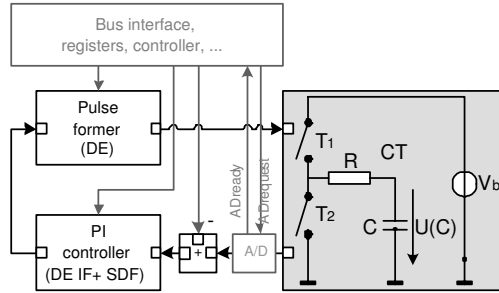 Bus interface,
registers, controller, ...
Pulse
former
(DE)
T1
CT
R
Vb
ADready
ADrequest
T2
C
U(C)
PI
controller
(DE IF+ SDF)
-
+
A/D